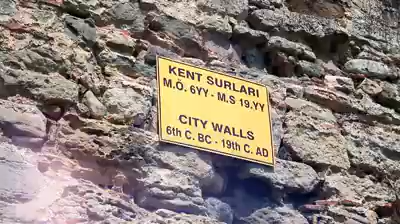 KENT SURLARI
M.Ö. 6YY - M.S 19.YY
CITY WALLS
6th C. BC - 19th C. AD